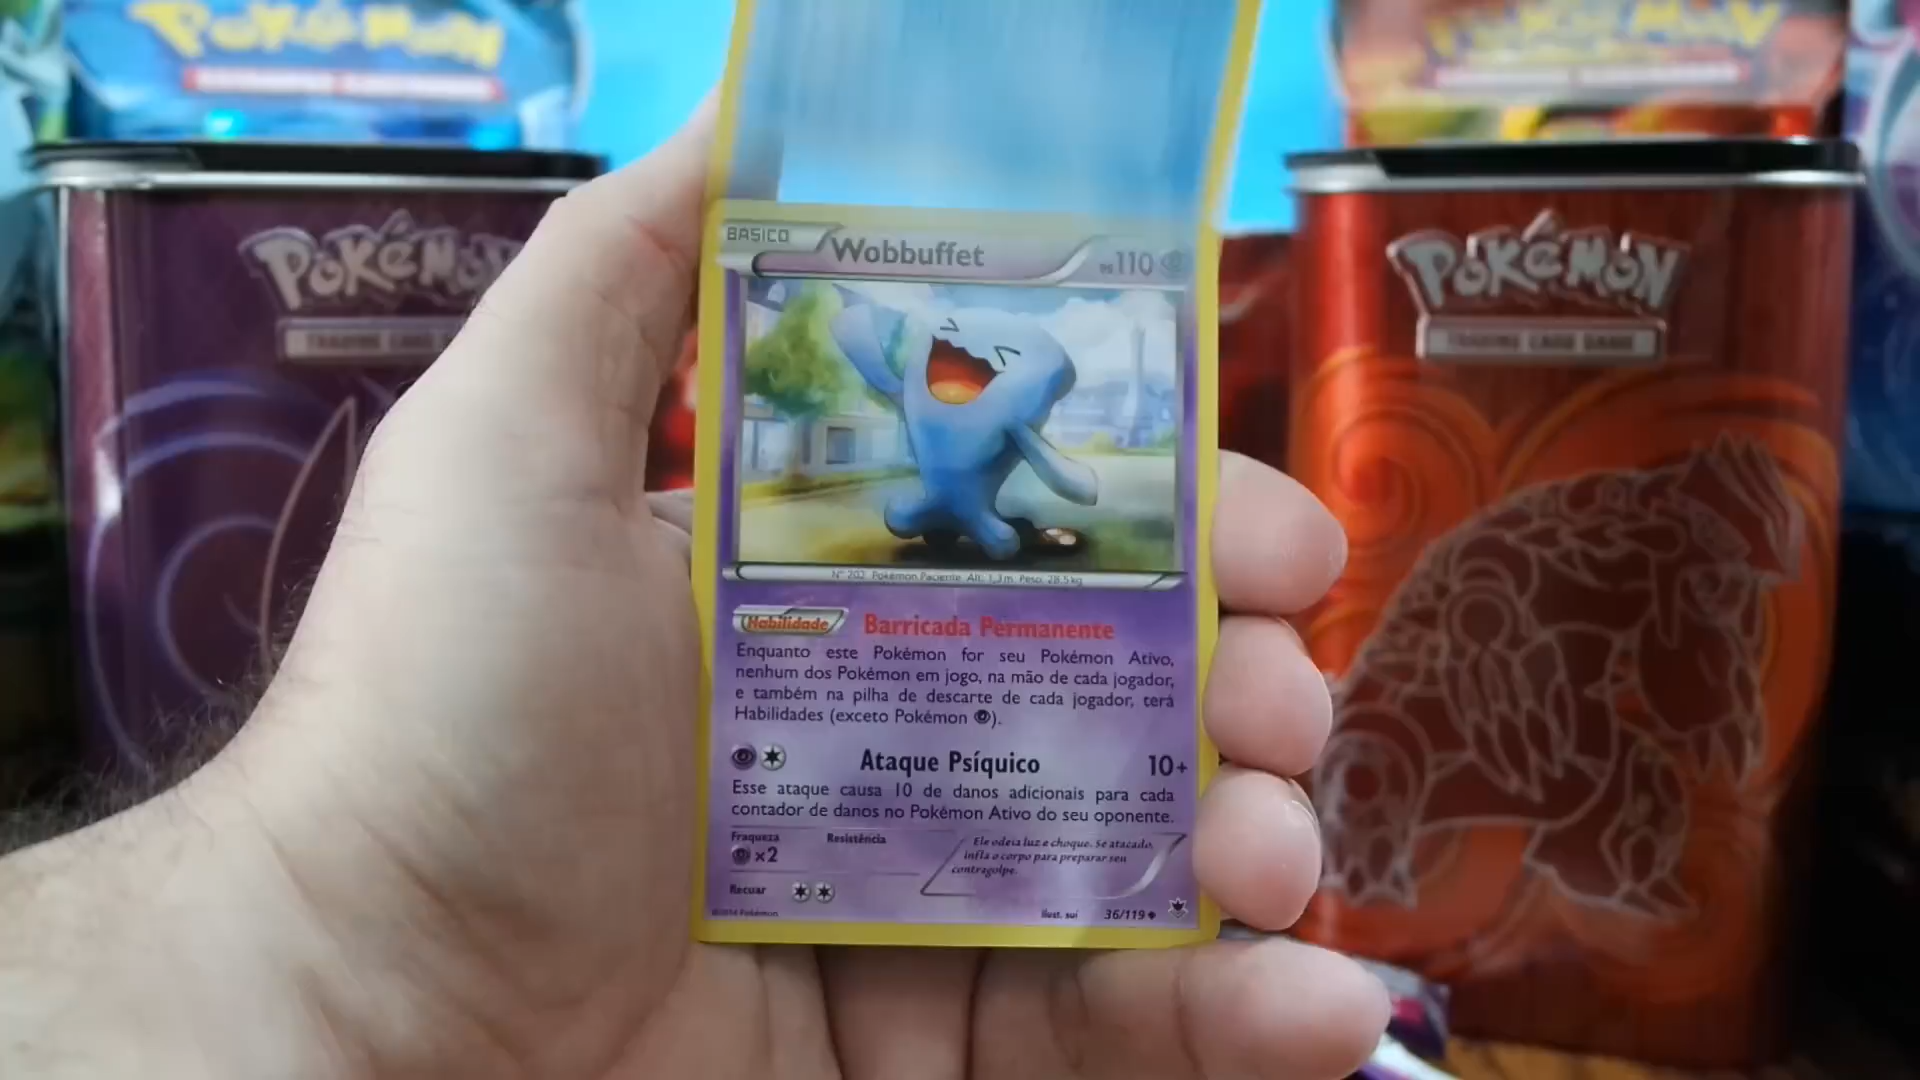 POKÉMON
POKÉMON
POKÉMON
TRADING CARD
POKÉMON
TRADING CARD GAME
BÁSICO
Wobbuffet
PS110
Nº 202 Pokémon Paciente Alt: 1,3 m Peso: 28.5 kg
Habilidade
Barricada Permanente
Enquanto este Pokémon for seu Pokémon Ativo,
nenhum dos Pokémon em jogo, na mão de cada jogador,
e também na pilha de descarte de cada jogador, terá
Habilidades (exceto Pokémon ).
Ataque Psíquico 10+
Esse ataque causa 10 de danos adicionais para cada
contador de danos no Pokémon Ativo do seu oponente.
Fraqueza
×2
Resistência
Ele odeia luz e choque. Se atacado,
infla o corpo para preparar seu
contragolpe.
Recuar
©2014 Pokémon
Ilust. sui
36/119